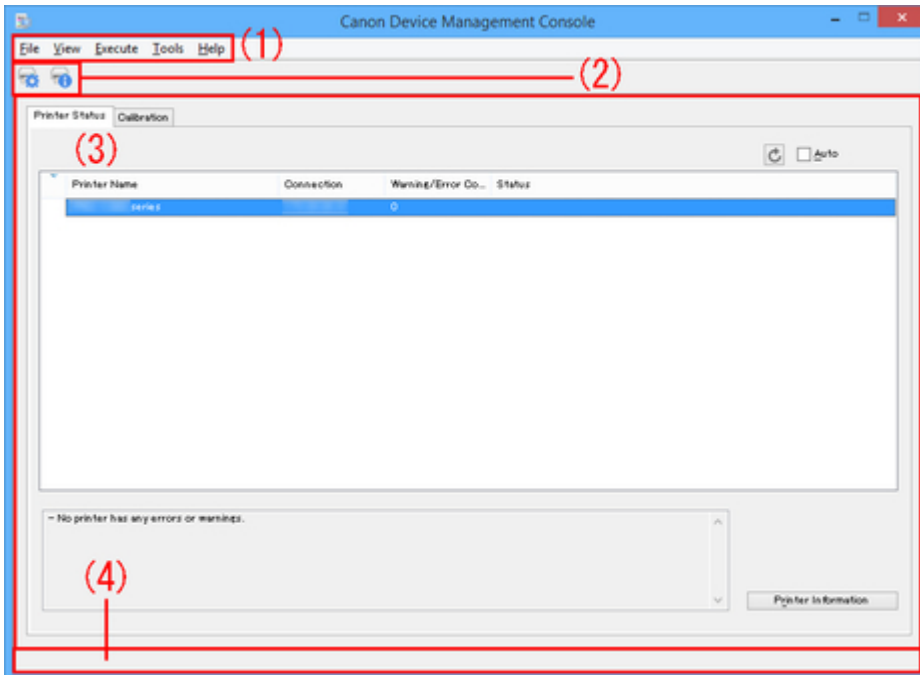 Canon Device Management Console
File View Execute Tools Help (1)
(2)
Printer Status Calibration
(3)
Auto
Printer Name Connection Warning/Error Co... Status
series 0
- No printer has any errors or warnings.
(4)
Printer Information